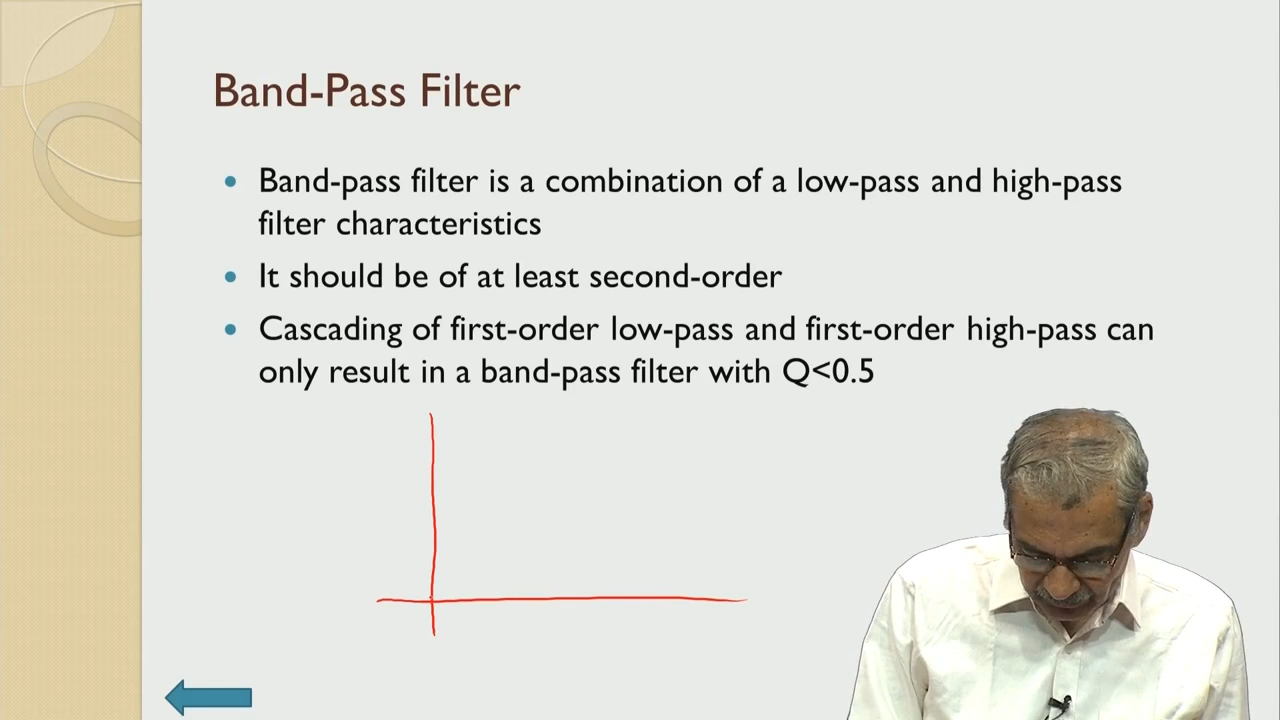 Band-Pass Filter
• Band-pass filter is a combination of a low-pass and high-pass
filter characteristics
• It should be of at least second-order
• Cascading of first-order low-pass and first-order high-pass can
only result in a band-pass filter with Q<0.5